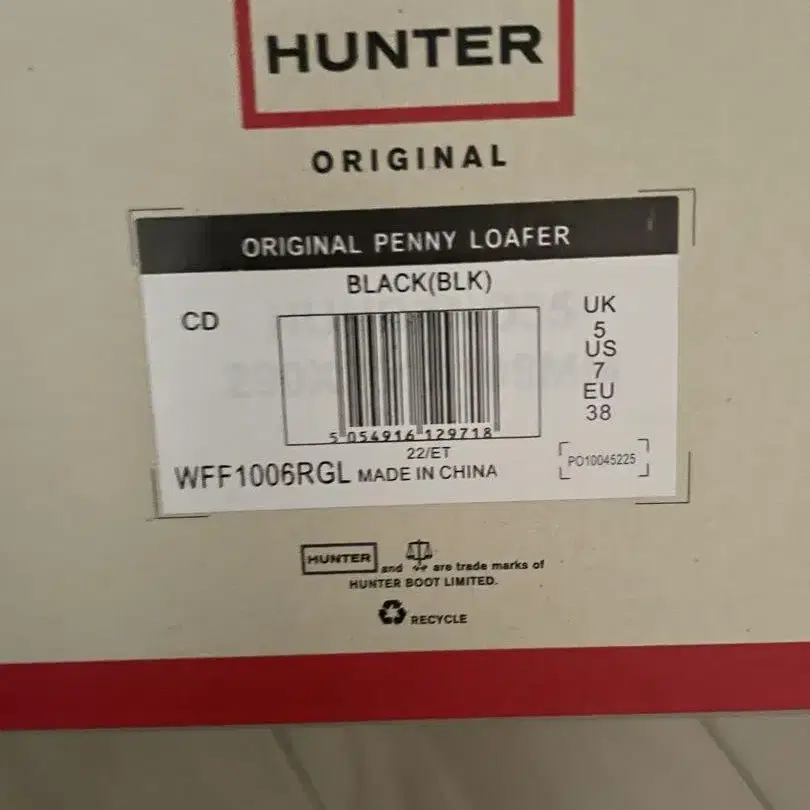 HUNTER
ORIGINAL
ORIGINAL PENNY LOAFER
BLACK(BLK)
CD
UK
5
US
7
EU
38
5 054916 129718
22/ET
WFF1006RGL MADE IN CHINA
PO10045225
HUNTER and are trade marks of
HUNTER BOOT LIMITED.
RECYCLE